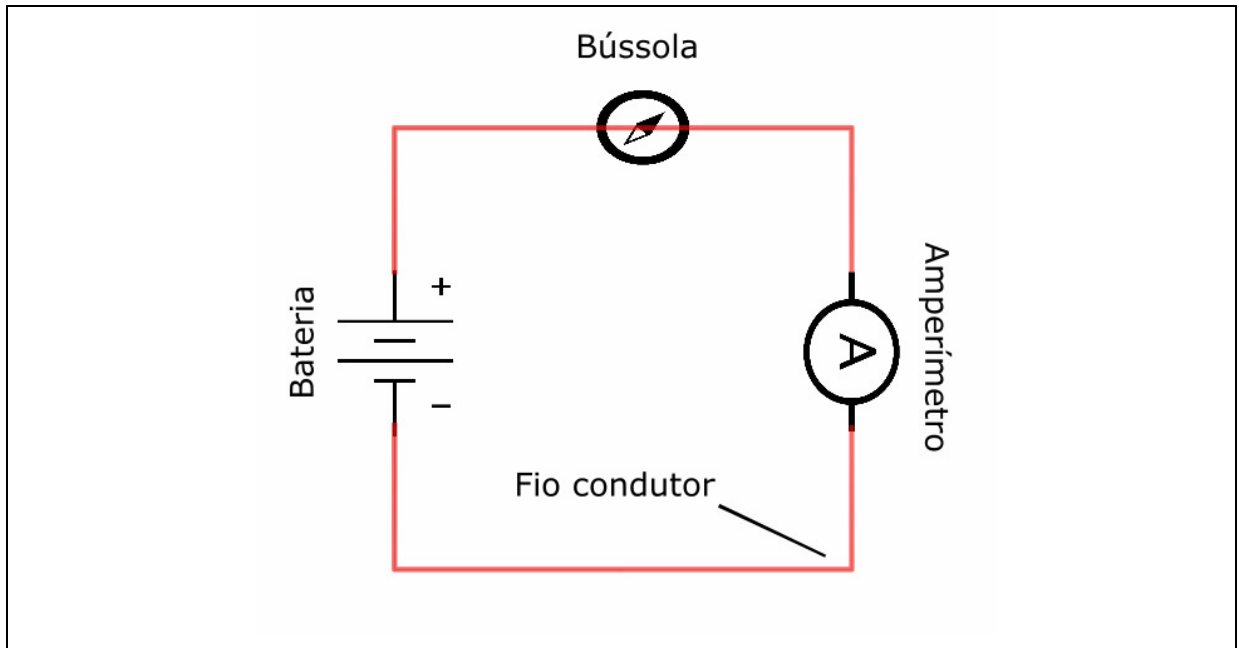 Bússola
+
Bateria
–
A
Amperímetro
Fio condutor